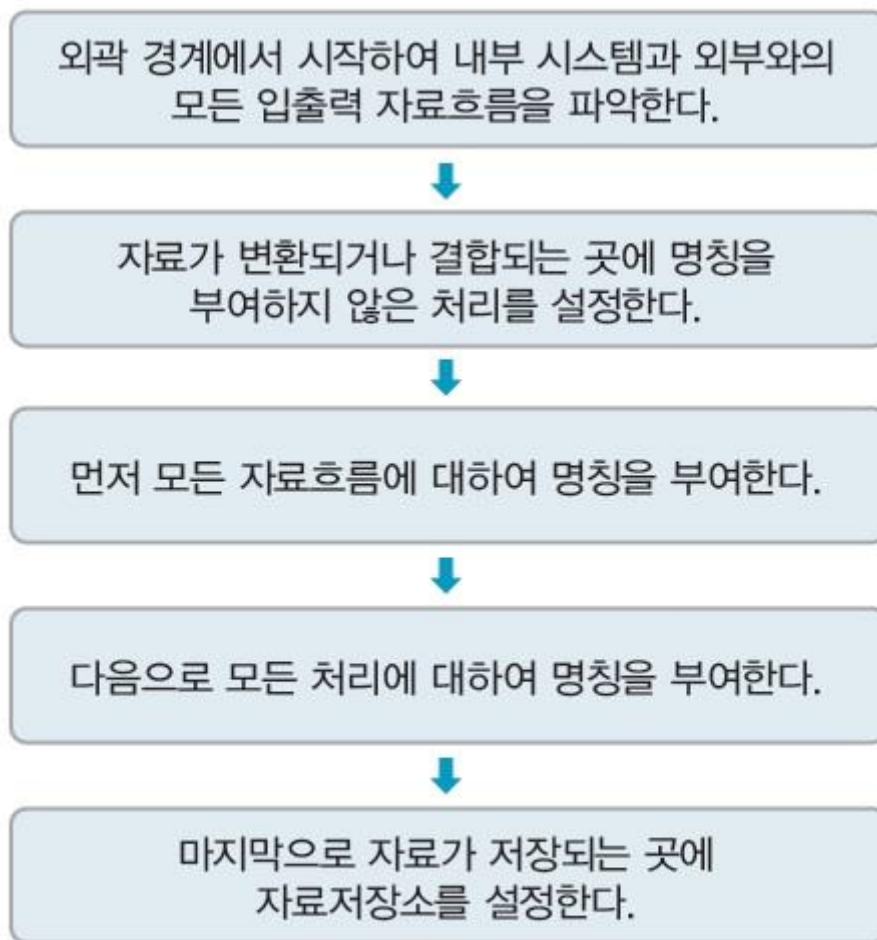 외곽 경계에서 시작하여 내부 시스템과 외부와의
모든 입출력 자료흐름을 파악한다.
자료가 변환되거나 결합되는 곳에 명칭을
부여하지 않은 처리를 설정한다.
먼저 모든 자료흐름에 대하여 명칭을 부여한다.
다음으로 모든 처리에 대하여 명칭을 부여한다.
마지막으로 자료가 저장되는 곳에
자료저장소를 설정한다.